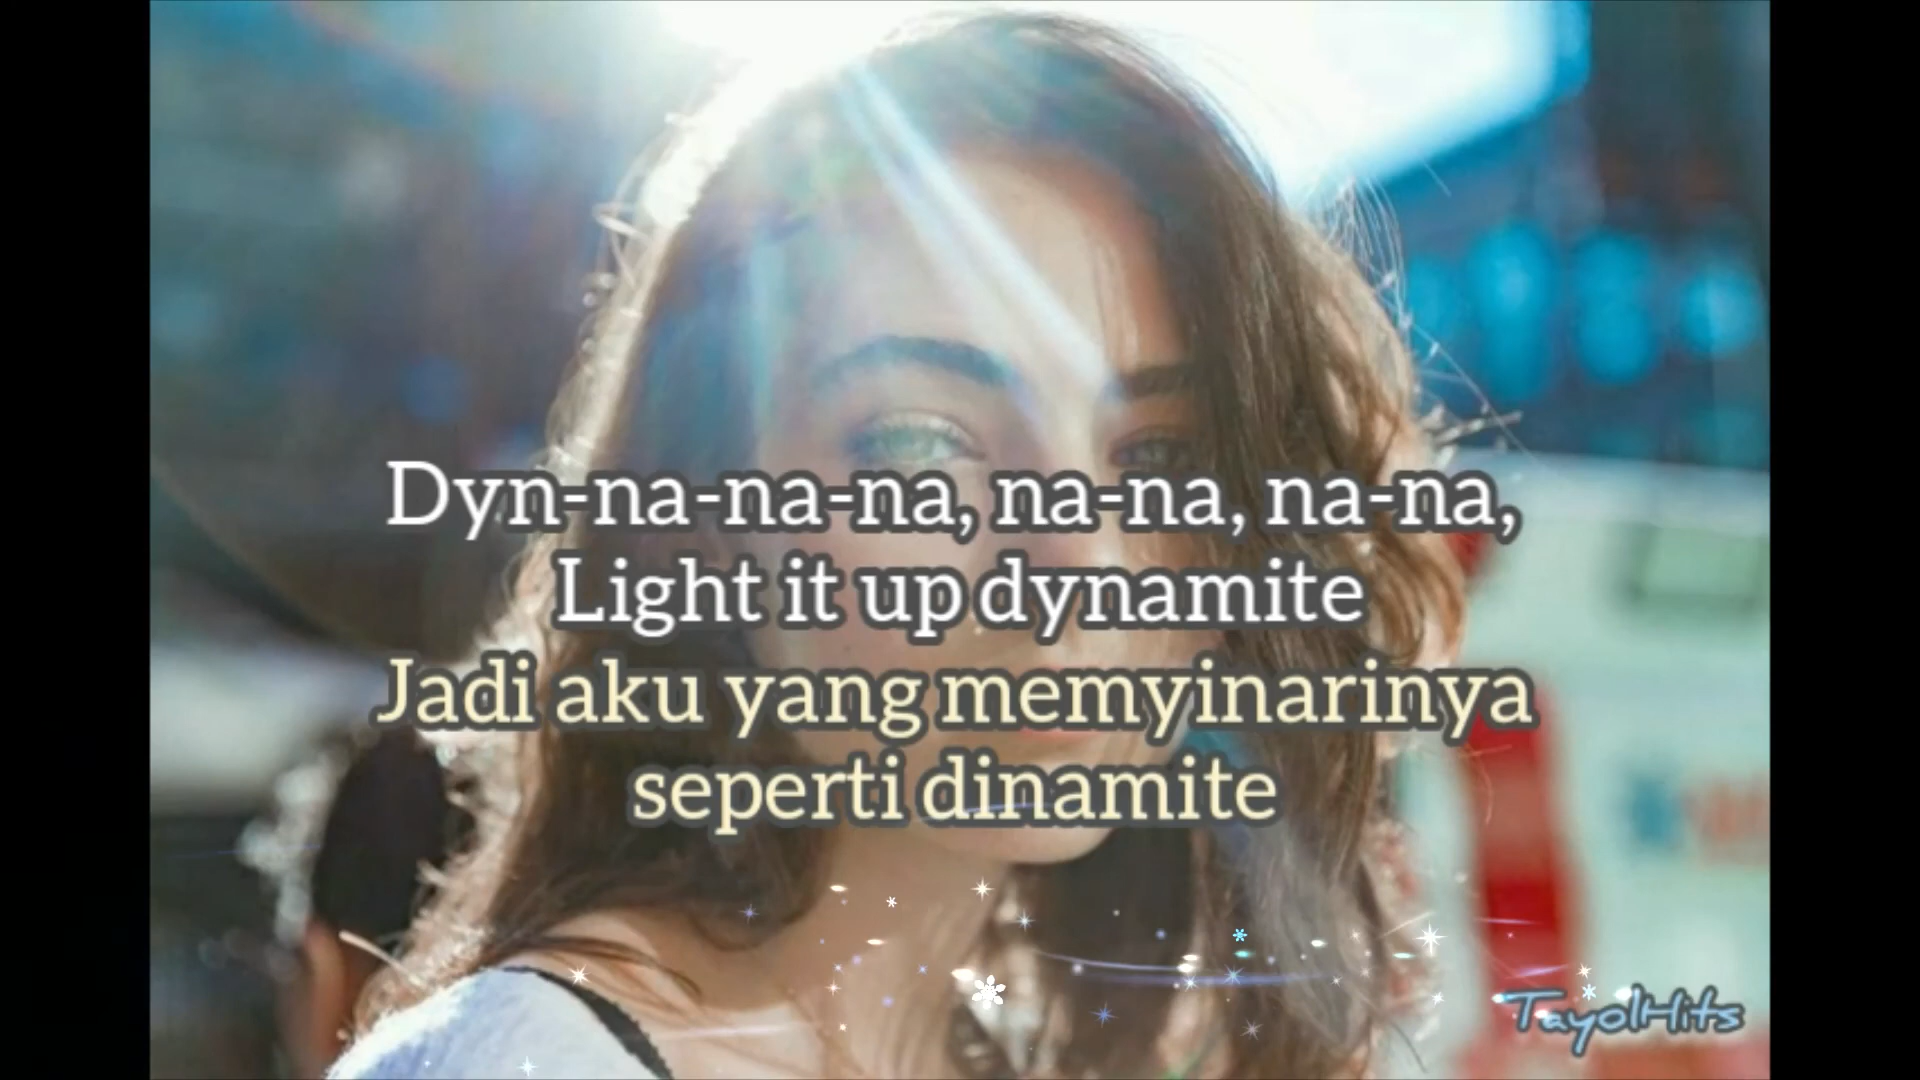 Dyn-na-na-na, na-na, na-na,
Light it up dynamite
Jadi aku yang memyinarinya
seperti dinamite
TayolHits